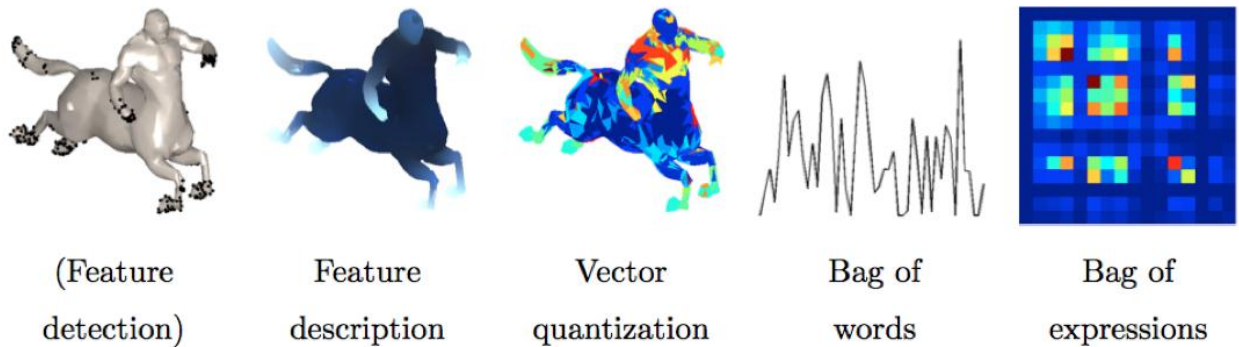 (Feature
detection)
Feature
description
Vector
quantization
Bag of
words
Bag of
expressions